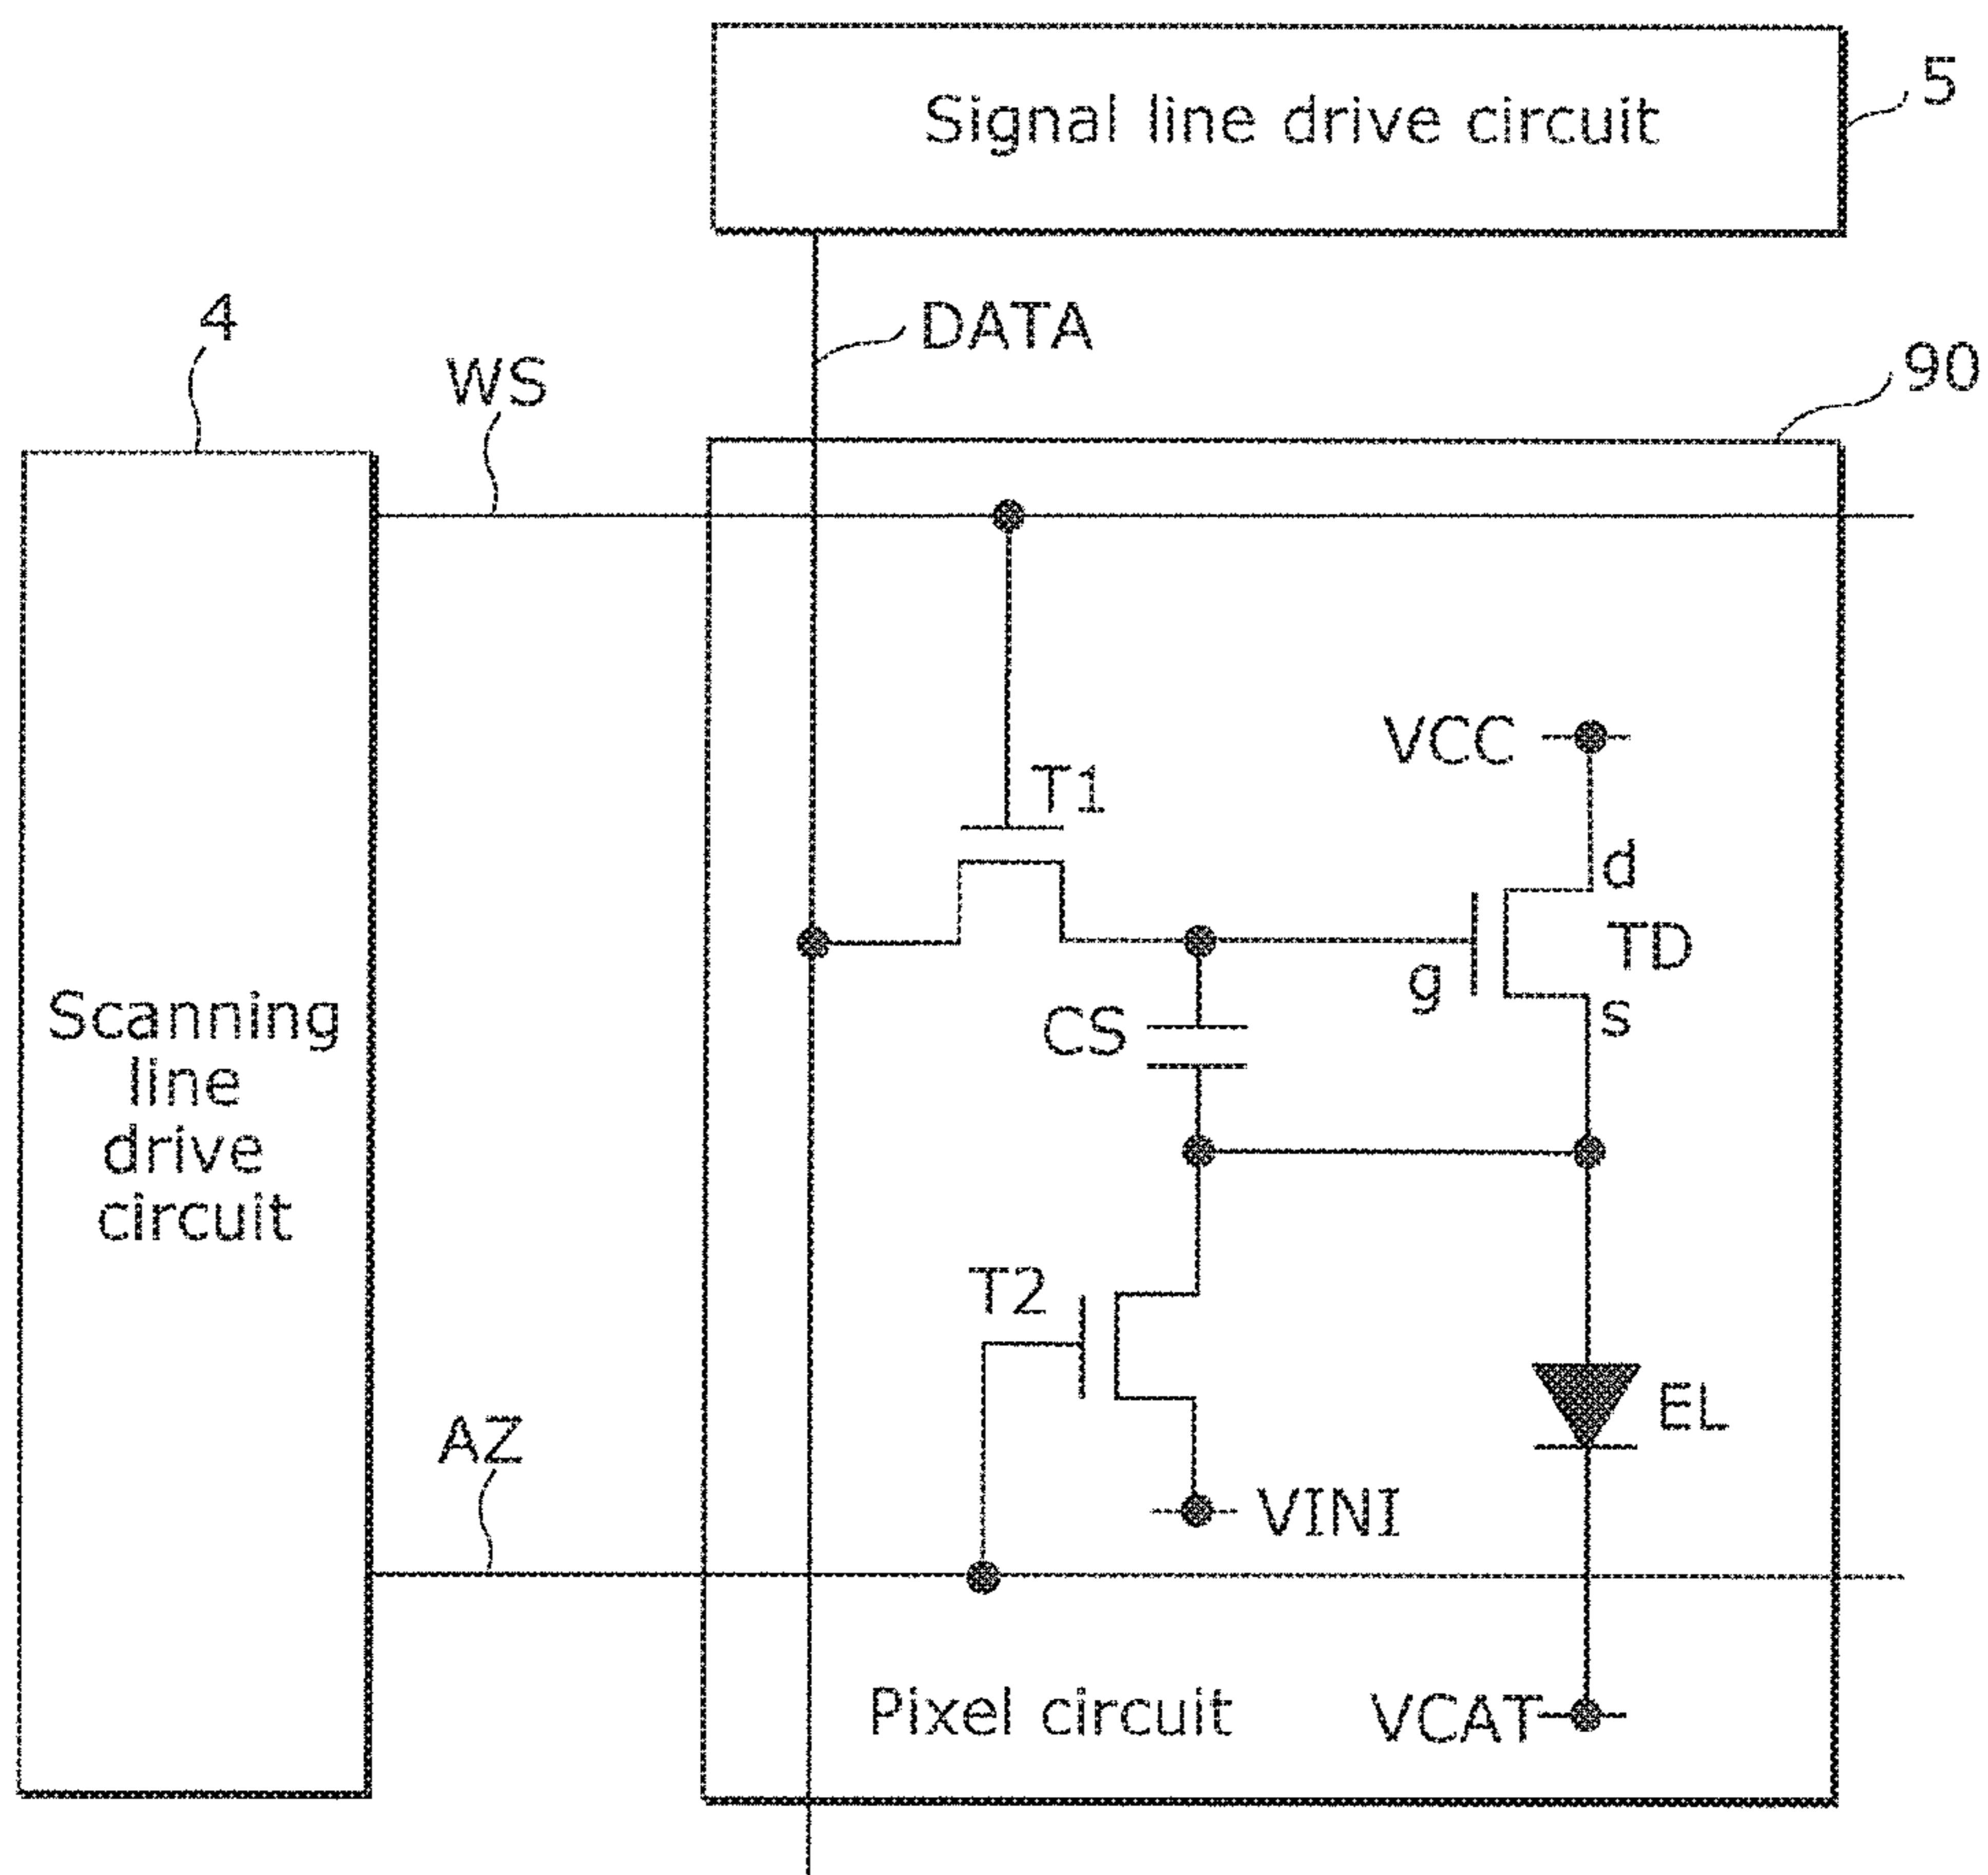 Signal line drive circuit
5
DATA
4
WS
90
VCC
T1
d
TD
g
s
CS
Scanning
line
drive
circuit
T2
EL
AZ
VINI
Pixel circuit
VCAT